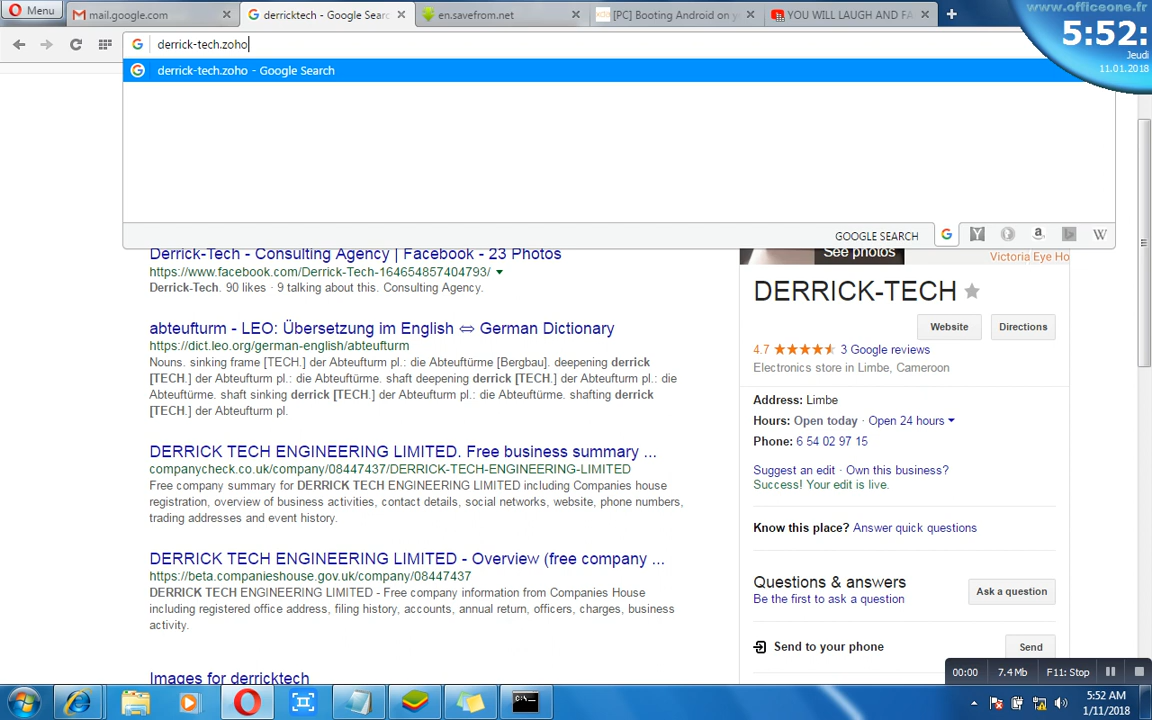 Menu
mail.google.com
derricktech - Google Searc
en.savefrom.net
[PC] Booting Android on y
YOU WILL LAUGH AND FA
www.officeone.fr
5:52:
Jeudi
11.01.2018
derrick-tech.zoho
derrick-tech.zoho - Google Search
GOOGLE SEARCH
Derrick-Tech - Consulting Agency | Facebook - 23 Photos
https://www.facebook.com/Derrick-Tech-164654857404793/
Derrick-Tech. 90 likes · 9 talking about this. Consulting Agency.
abteufturm - LEO: Übersetzung im English ⇔ German Dictionary
https://dict.leo.org/german-english/abteufturm
Nouns. sinking frame [TECH.] der Abteufturm pl.: die Abteuftürme [Bergbau]. deepening derrick
[TECH.] der Abteufturm pl.: die Abteuftürme. shaft deepening derrick [TECH.] der Abteufturm pl.: die
Abteuftürme. shaft sinking derrick [TECH.] der Abteufturm pl.: die Abteuftürme. shafting derrick
[TECH.] der Abteufturm pl.
DERRICK TECH ENGINEERING LIMITED. Free business summary ...
companycheck.co.uk/company/08447437/DERRICK-TECH-ENGINEERING-LIMITED
Free company summary for DERRICK TECH ENGINEERING LIMITED including Companies house
registration, overview of business activities, contact details, social networks, website, phone numbers,
trading addresses and event history.
DERRICK TECH ENGINEERING LIMITED - Overview (free company ...
https://beta.companieshouse.gov.uk/company/08447437
DERRICK TECH ENGINEERING LIMITED - Free company information from Companies House
including registered office address, filing history, accounts, annual return, officers, charges, business
activity.
Images for derricktech
See photos
Victoria Eye Ho
DERRICK-TECH
Website
Directions
4.7 3 Google reviews
Electronics store in Limbe, Cameroon
Address: Limbe
Hours: Open today · Open 24 hours
Phone: 6 54 02 97 15
Suggest an edit · Own this business?
Success! Your edit is live.
Know this place? Answer quick questions
Questions & answers
Be the first to ask a question
Ask a question
Send to your phone
Send
00:00
7.4 Mb
F11: Stop
5:52 AM
1/11/2018